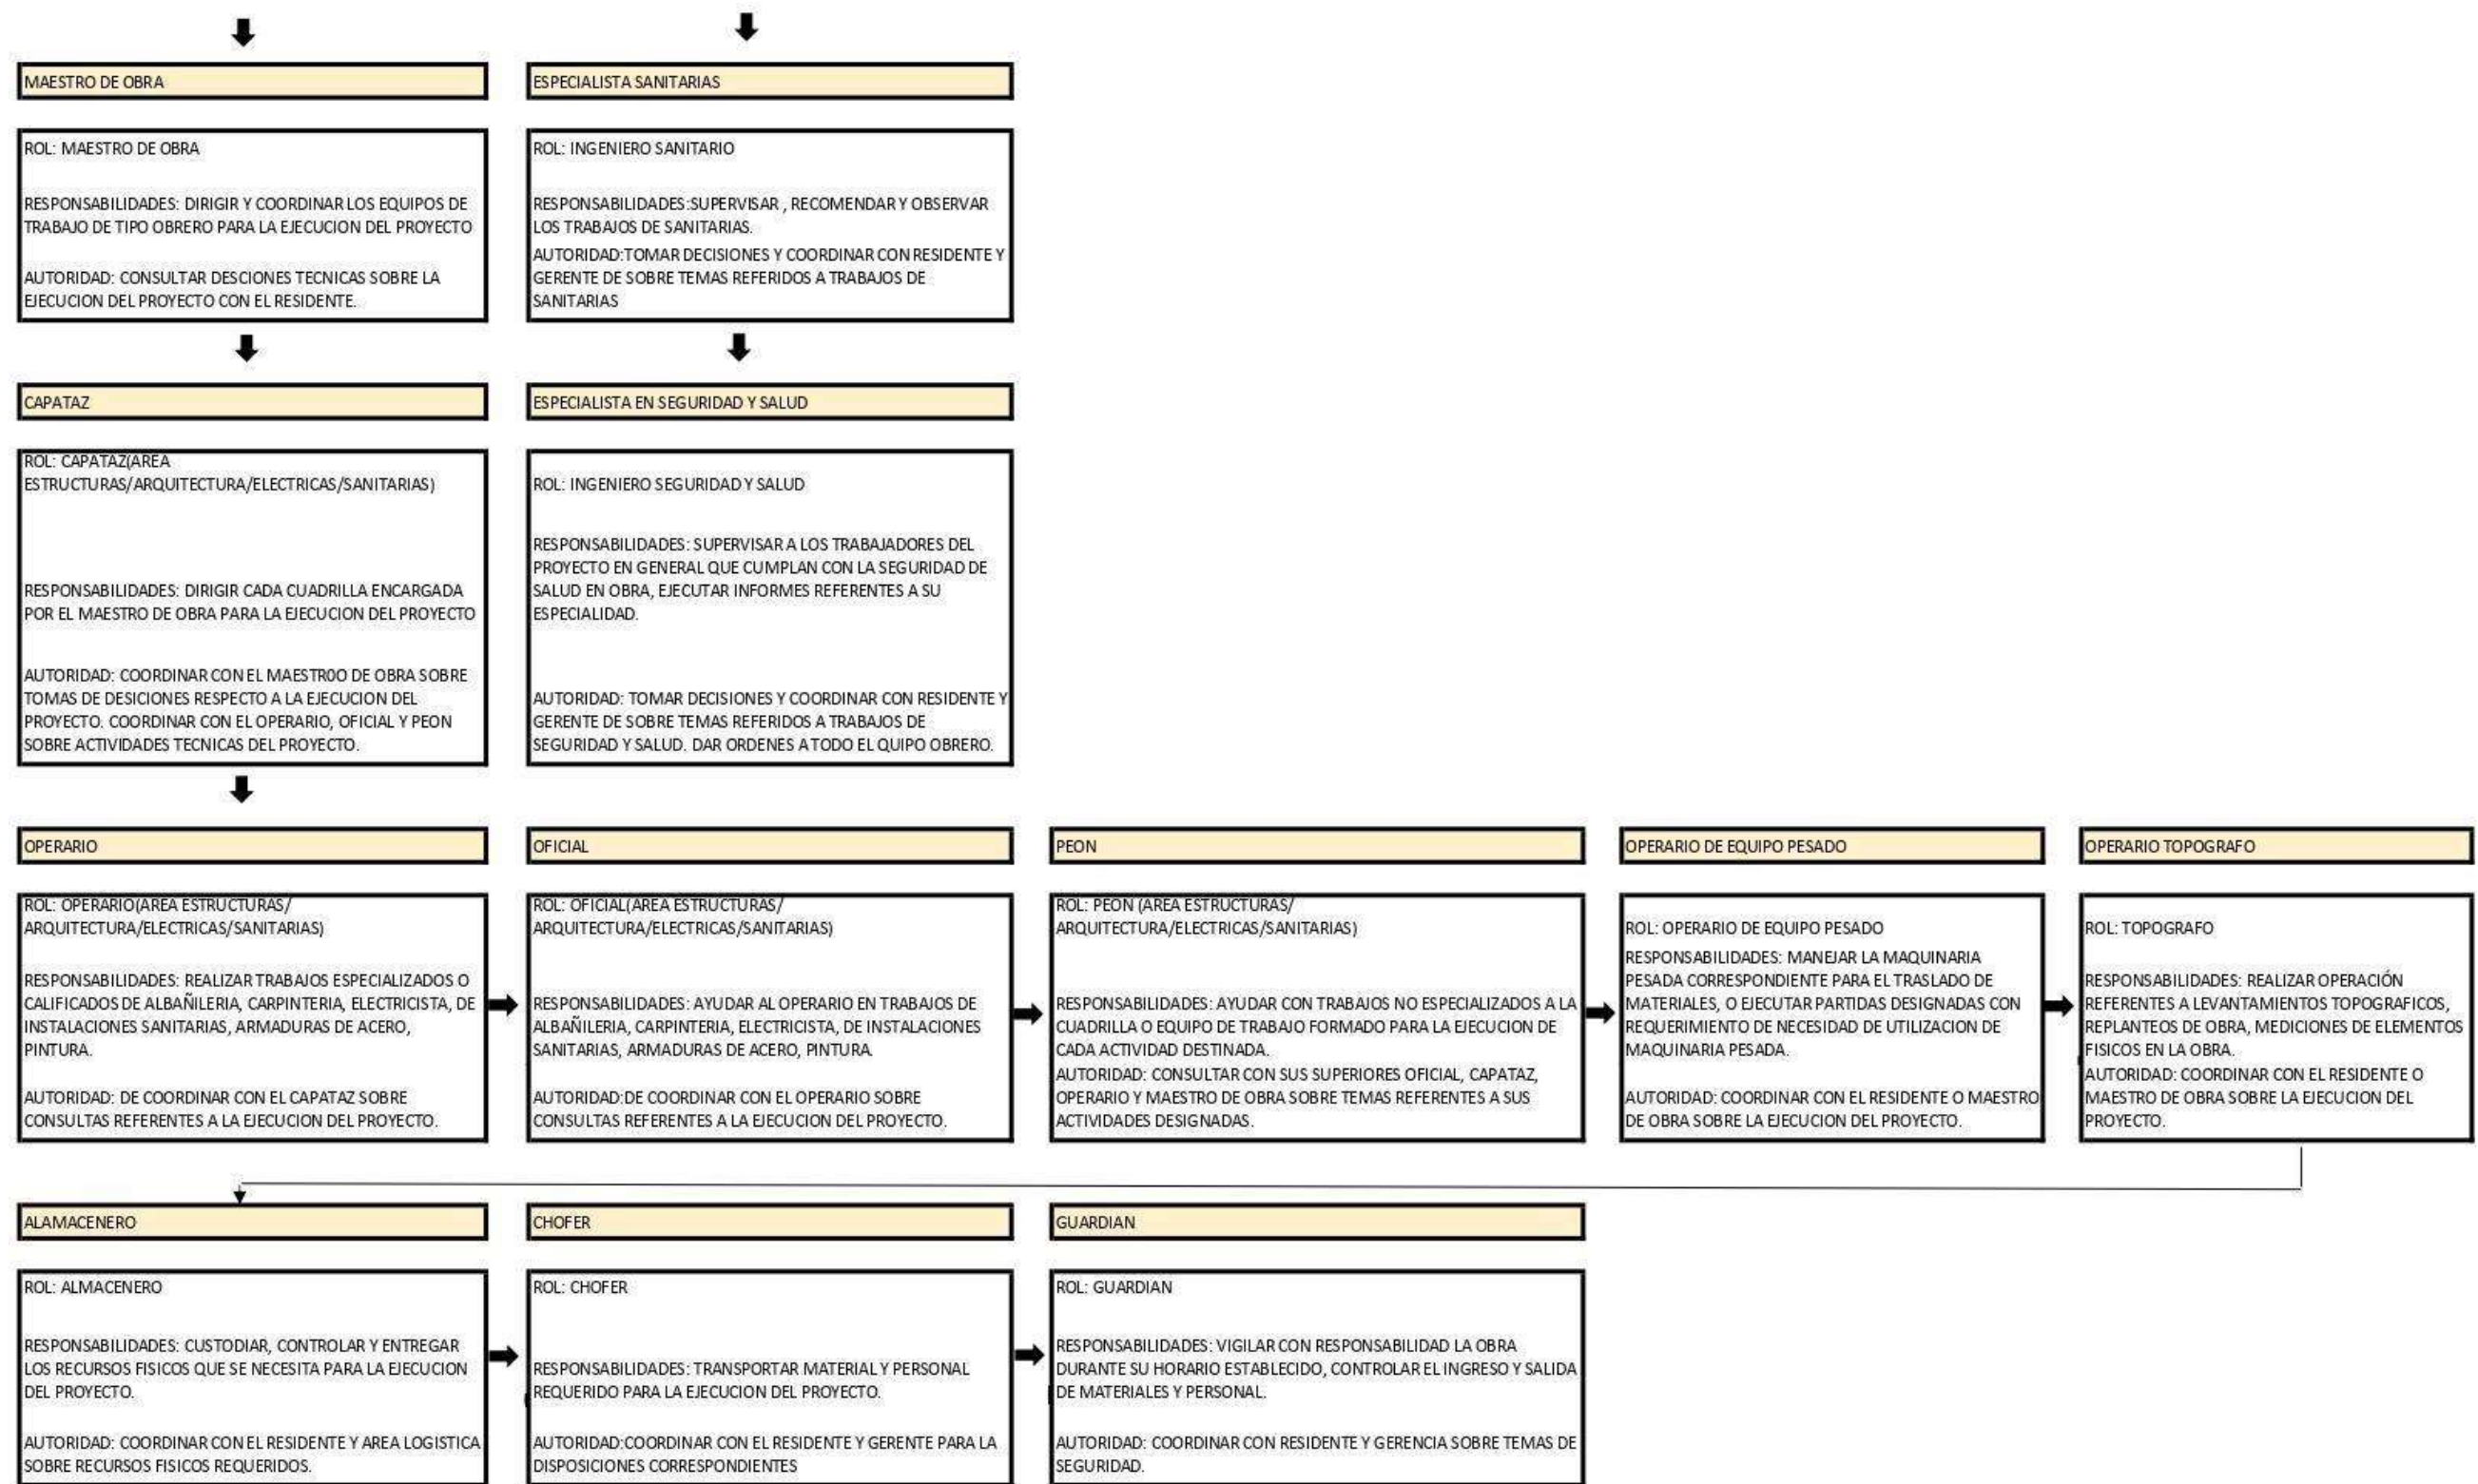 MAESTRO DE OBRA
ROL: MAESTRO DE OBRA
RESPONSABILIDADES: DIRIGIR Y COORDINAR LOS EQUIPOS DE
TRABAJO DE TIPO OBRERO PARA LA EJECUCION DEL PROYECTO
AUTORIDAD: CONSULTAR DESCIONES TECNICAS SOBRE LA
EJECUCION DEL PROYECTO CON EL RESIDENTE.
ESPECIALISTA SANITARIAS
ROL: INGENIERO SANITARIO
RESPONSABILIDADES:SUPERVISAR , RECOMENDAR Y OBSERVAR
LOS TRABAJOS DE SANITARIAS.
AUTORIDAD:TOMAR DECISIONES Y COORDINAR CON RESIDENTE Y
GERENTE DE SOBRE TEMAS REFERIDOS A TRABAJOS DE
SANITARIAS
CAPATAZ
ROL: CAPATAZ(AREA
ESTRUCTURAS/ARQUITECTURA/ELECTRICAS/SANITARIAS)
RESPONSABILIDADES: DIRIGIR CADA CUADRILLA ENCARGADA
POR EL MAESTRO DE OBRA PARA LA EJECUCION DEL PROYECTO
AUTORIDAD: COORDINAR CON EL MAESTR0O DE OBRA SOBRE
TOMAS DE DESICIONES RESPECTO A LA EJECUCION DEL
PROYECTO. COORDINAR CON EL OPERARIO, OFICIAL Y PEON
SOBRE ACTIVIDADES TECNICAS DEL PROYECTO.
ESPECIALISTA EN SEGURIDAD Y SALUD
ROL: INGENIERO SEGURIDAD Y SALUD
RESPONSABILIDADES: SUPERVISAR A LOS TRABAJADORES DEL
PROYECTO EN GENERAL QUE CUMPLAN CON LA SEGURIDAD DE
SALUD EN OBRA, EJECUTAR INFORMES REFERENTES A SU
ESPECIALIDAD.
AUTORIDAD: TOMAR DECISIONES Y COORDINAR CON RESIDENTE Y
GERENTE DE SOBRE TEMAS REFERIDOS A TRABAJOS DE
SEGURIDAD Y SALUD. DAR ORDENES A TODO EL QUIPO OBRERO.
OPERARIO
ROL: OPERARIO(AREA ESTRUCTURAS/
ARQUITECTURA/ELECTRICAS/SANITARIAS)
RESPONSABILIDADES: REALIZAR TRABAJOS ESPECIALIZADOS O
CALIFICADOS DE ALBAÑILERIA, CARPINTERIA, ELECTRICISTA, DE
INSTALACIONES SANITARIAS, ARMADURAS DE ACERO,
PINTURA.
AUTORIDAD: DE COORDINAR CON EL CAPATAZ SOBRE
CONSULTAS REFERENTES A LA EJECUCION DEL PROYECTO.
OFICIAL
ROL: OFICIAL(AREA ESTRUCTURAS/
ARQUITECTURA/ELECTRICAS/SANITARIAS)
RESPONSABILIDADES: AYUDAR AL OPERARIO EN TRABAJOS DE
ALBAÑILERIA, CARPINTERIA, ELECTRICISTA, DE INSTALACIONES
SANITARIAS, ARMADURAS DE ACERO, PINTURA.
AUTORIDAD:DE COORDINAR CON EL OPERARIO SOBRE
CONSULTAS REFERENTES A LA EJECUCION DEL PROYECTO.
PEON
ROL: PEON (AREA ESTRUCTURAS/
ARQUITECTURA/ELECTRICAS/SANITARIAS)
RESPONSABILIDADES: AYUDAR CON TRABAJOS NO ESPECIALIZADOS A LA
CUADRILLA O EQUIPO DE TRABAJO FORMADO PARA LA EJECUCION DE
CADA ACTIVIDAD DESTINADA.
AUTORIDAD: CONSULTAR CON SUS SUPERIORES OFICIAL, CAPATAZ,
OPERARIO Y MAESTRO DE OBRA SOBRE TEMAS REFERENTES A SUS
ACTIVIDADES DESIGNADAS.
OPERARIO DE EQUIPO PESADO
ROL: OPERARIO DE EQUIPO PESADO
RESPONSABILIDADES: MANEJAR LA MAQUINARIA
PESADA CORRESPONDIENTE PARA EL TRASLADO DE
MATERIALES, O EJECUTAR PARTIDAS DESIGNADAS CON
REQUERIMIENTO DE NECESIDAD DE UTILIZACION DE
MAQUINARIA PESADA.
AUTORIDAD: COORDINAR CON EL RESIDENTE O MAESTRO
DE OBRA SOBRE LA EJECUCION DEL PROYECTO.
OPERARIO TOPOGRAFO
ROL: TOPOGRAFO
RESPONSABILIDADES: REALIZAR OPERACIÓN
REFERENTES A LEVANTAMIENTOS TOPOGRAFICOS,
REPLANTEOS DE OBRA, MEDICIONES DE ELEMENTOS
FISICOS EN LA OBRA.
AUTORIDAD: COORDINAR CON EL RESIDENTE O
MAESTRO DE OBRA SOBRE LA EJECUCION DEL
PROYECTO.
ALAMACENERO
ROL: ALMACENERO
RESPONSABILIDADES: CUSTODIAR, CONTROLAR Y ENTREGAR
LOS RECURSOS FISICOS QUE SE NECESITA PARA LA EJECUCION
DEL PROYECTO.
AUTORIDAD: COORDINAR CON EL RESIDENTE Y AREA LOGISTICA
SOBRE RECURSOS FISICOS REQUERIDOS.
CHOFER
ROL: CHOFER
RESPONSABILIDADES: TRANSPORTAR MATERIAL Y PERSONAL
REQUERIDO PARA LA EJECUCION DEL PROYECTO.
AUTORIDAD:COORDINAR CON EL RESIDENTE Y GERENTE PARA LA
DISPOSICIONES CORRESPONDIENTES
GUARDIAN
ROL: GUARDIAN
RESPONSABILIDADES: VIGILAR CON RESPONSABILIDAD LA OBRA
DURANTE SU HORARIO ESTABLECIDO, CONTROLAR EL INGRESO Y SALIDA
DE MATERIALES Y PERSONAL.
AUTORIDAD: COORDINAR CON RESIDENTE Y GERENCIA SOBRE TEMAS DE
SEGURIDAD.